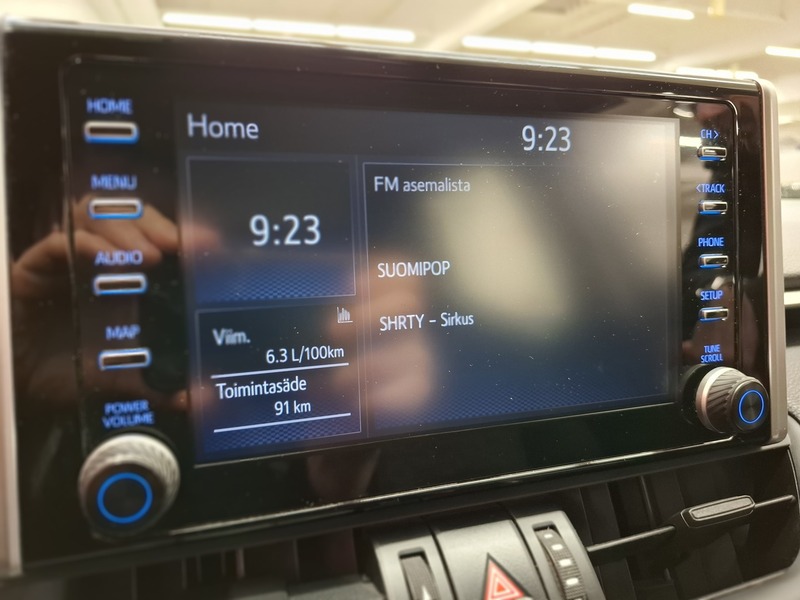 HOME
MENU
AUDIO
MAP
POWER
VOLUME
Home
9:23
9:23
Viim.
6.3 L/100km
Toimintasäde
91 km
FM asemalista
SUOMIPOP
SHRTY – Sirkus
CH >
< TRACK
PHONE
SETUP
TUNE
SCROLL